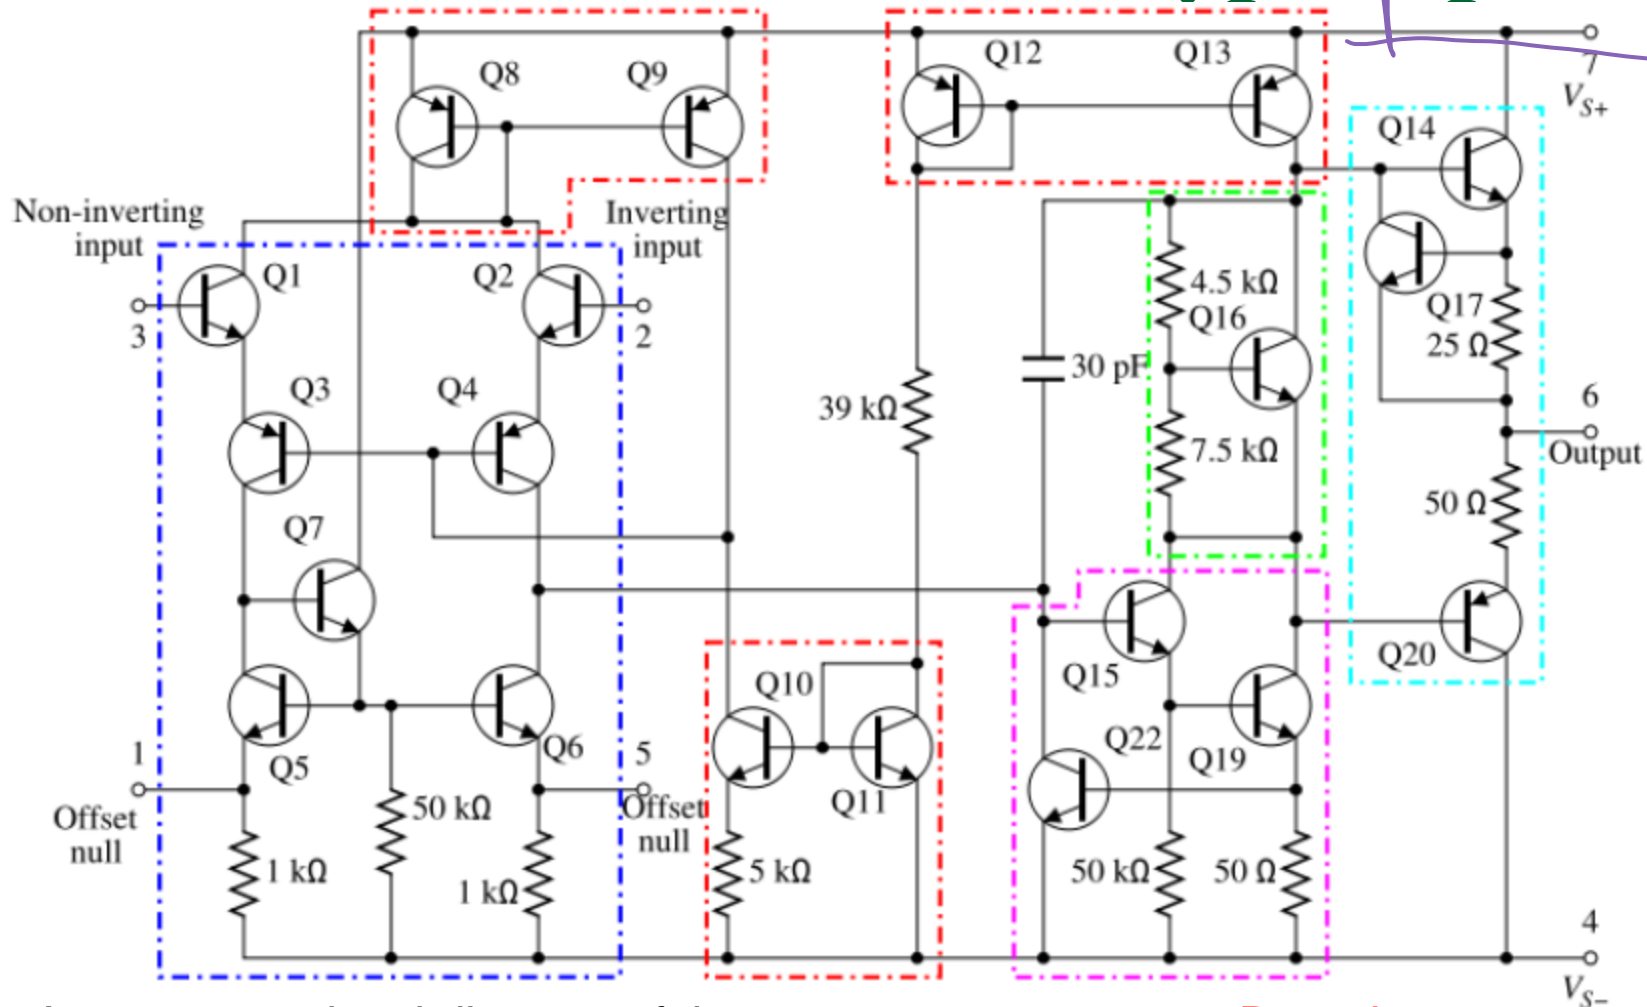 Q8
Q9
Q12
Q13
7
V_{S+}
Q14
Non-inverting
input
Inverting
input
Q1
Q2
3
2
4.5 kΩ
Q16
Q17
25 Ω
30 pF
Q3
Q4
39 kΩ
6
Output
7.5 kΩ
50 Ω
Q7
Q15
Q20
Q10
Q22
Q19
1
Q5
Q6
5
Offset
null
Offset
null
Q11
50 kΩ
1 kΩ
1 kΩ
5 kΩ
50 kΩ
50 Ω
4
V_{S−}